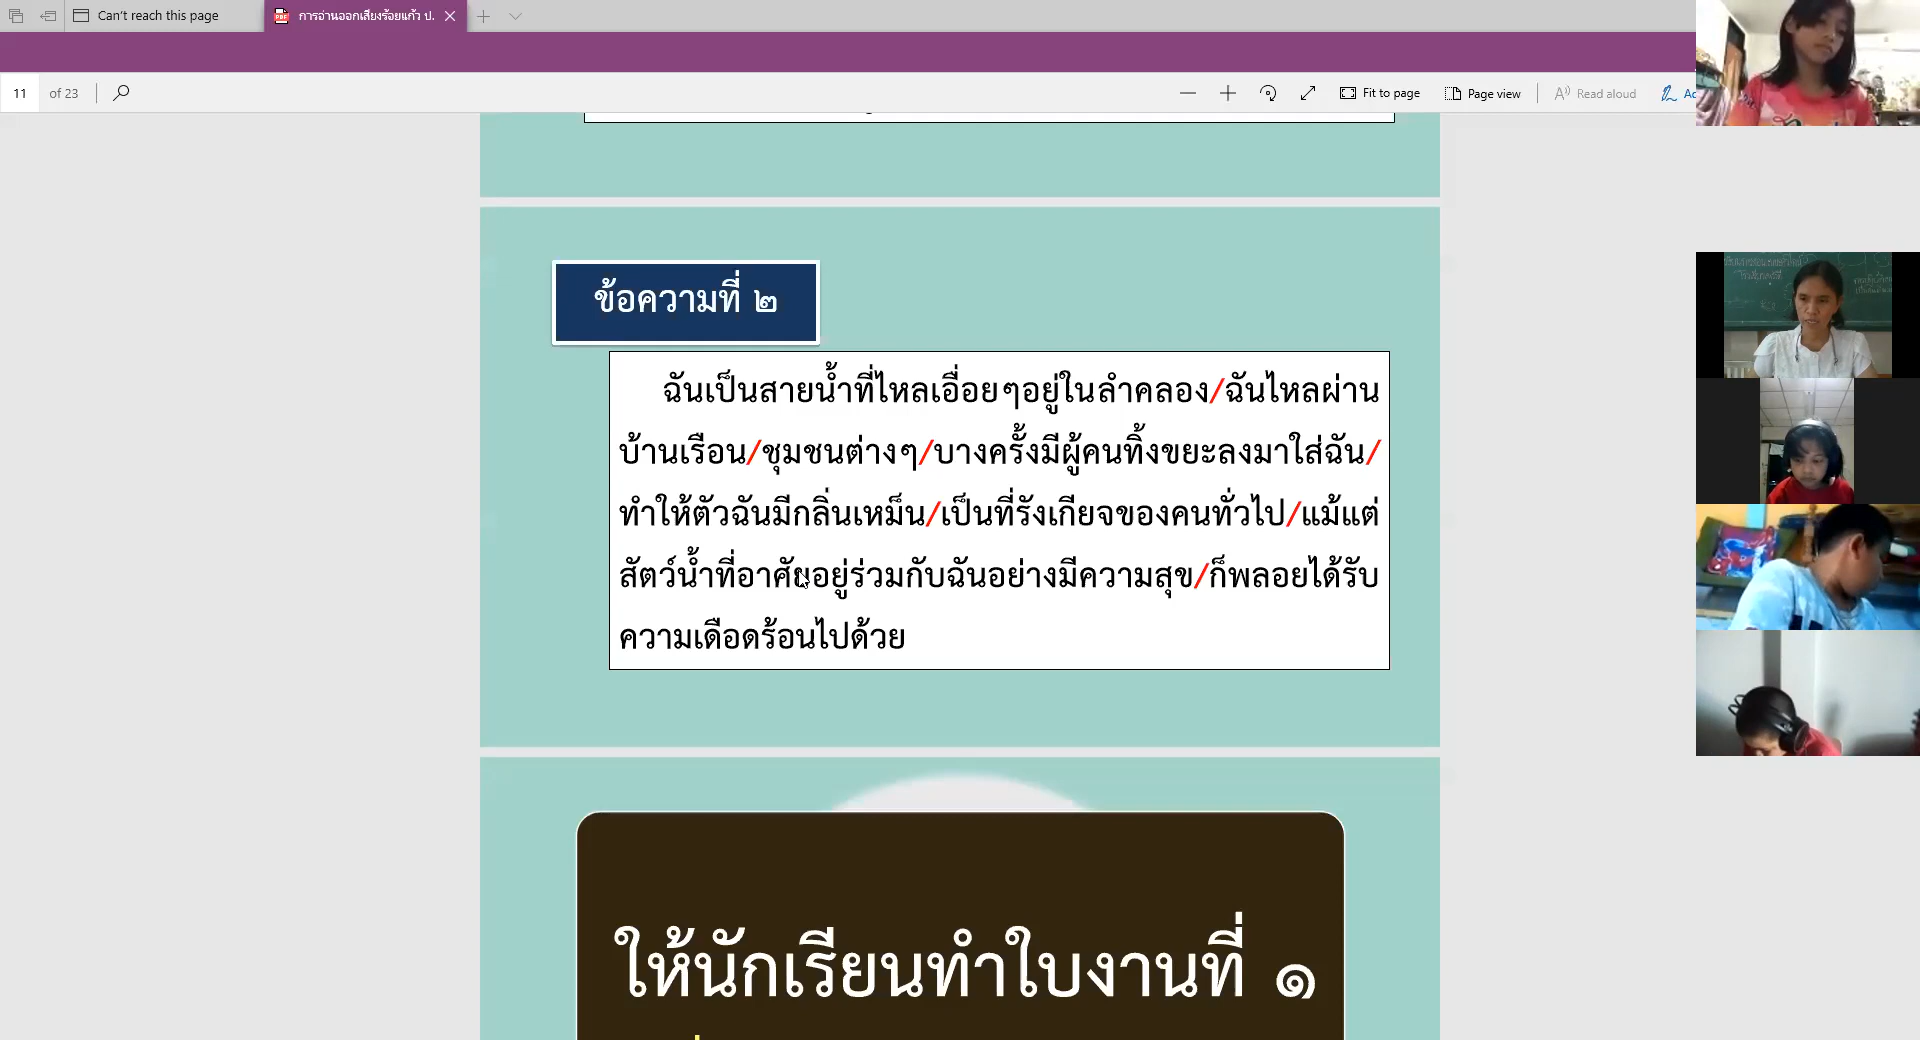 Can't reach this page
การอ่านออกเสียงร้อยแก้ว ป.
11 of 23
Fit to page
Page view
Read aloud
ข้อความที่ ๒
ฉันเป็นสายน้ำที่ไหลเอื่อยๆอยู่ในลำคลอง/ฉันไหลผ่าน
บ้านเรือน/ชุมชนต่างๆ/บางครั้งมีผู้คนทิ้งขยะลงมาใส่ฉัน/
ทำให้ตัวฉันมีกลิ่นเหม็น/เป็นที่รังเกียจของคนทั่วไป/แม้แต่
สัตว์น้ำที่อาศัยอยู่ร่วมกับฉันอย่างมีความสุข/ก็พลอยได้รับ
ความเดือดร้อนไปด้วย
ให้นักเรียนทำใบงานที่ ๑